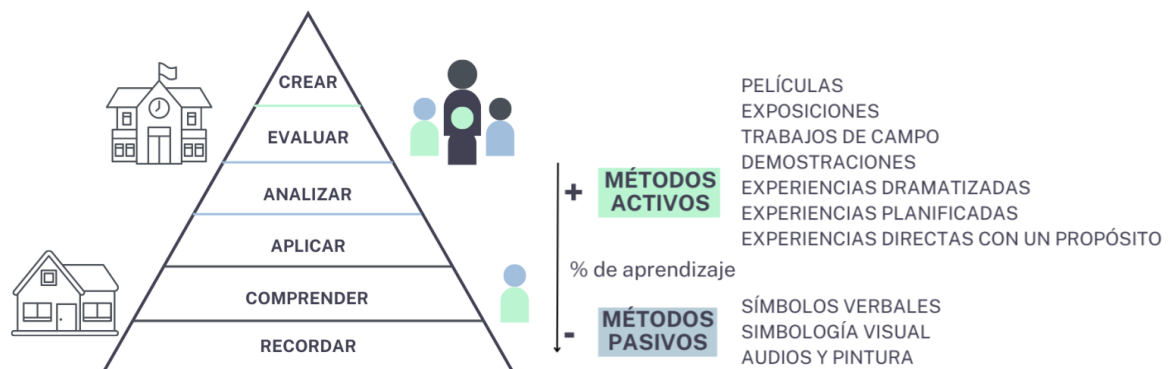 CREAR
EVALUAR
ANALIZAR
APLICAR
COMPRENDER
RECORDAR
+
MÉTODOS
ACTIVOS
PELÍCULAS
EXPOSICIONES
TRABAJOS DE CAMPO
DEMOSTRACIONES
EXPERIENCIAS DRAMATIZADAS
EXPERIENCIAS PLANIFICADAS
EXPERIENCIAS DIRECTAS CON UN PROPÓSITO
% de aprendizaje
-
MÉTODOS
PASIVOS
SÍMBOLOS VERBALES
SIMBOLOGÍA VISUAL
AUDIOS Y PINTURA